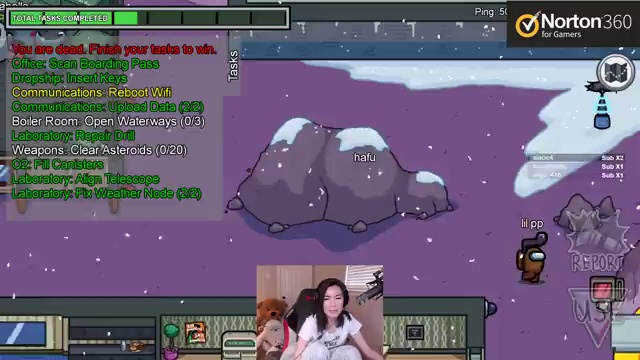 TOTAL TASKS COMPLETED
Ping: 50
Norton360
for Gamers
You are dead. Finish your tasks to win.
Office: Scan Boarding Pass
Dropship: Insert Keys
Communications: Reboot Wifi
Communications: Upload Data (2/2)
Boiler Room: Open Waterways (0/3)
Laboratory: Repair Drill
Weapons: Clear Asteroids (0/20)
O2: Fill Canisters
Laboratory: Align Telescope
Laboratory: Fix Weather Node (2/2)
Tasks
hafu
Sub X2
Sub X1
Sub X1
lil pp
REPORT
USE